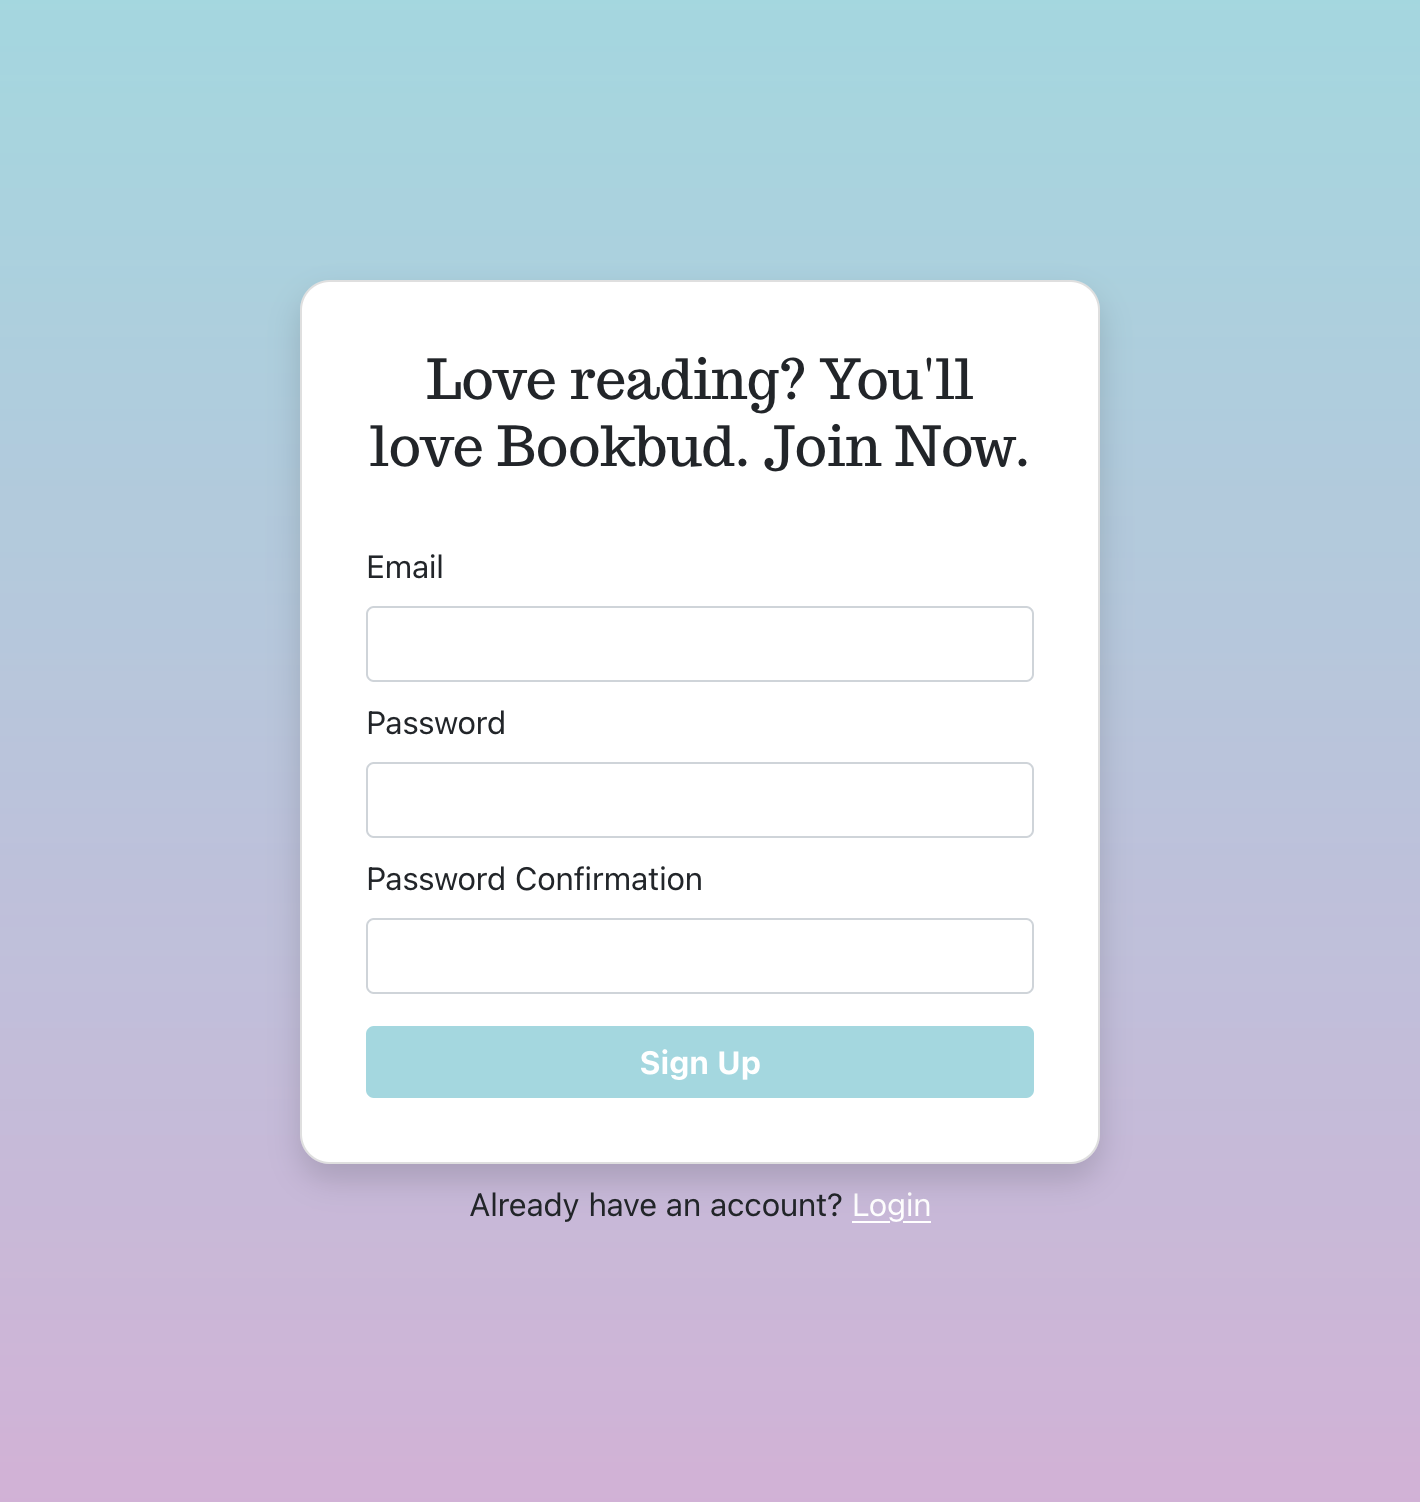 Love reading? You'll
love Bookbud. Join Now.
Email
Password
Password Confirmation
Sign Up
Already have an account? Login